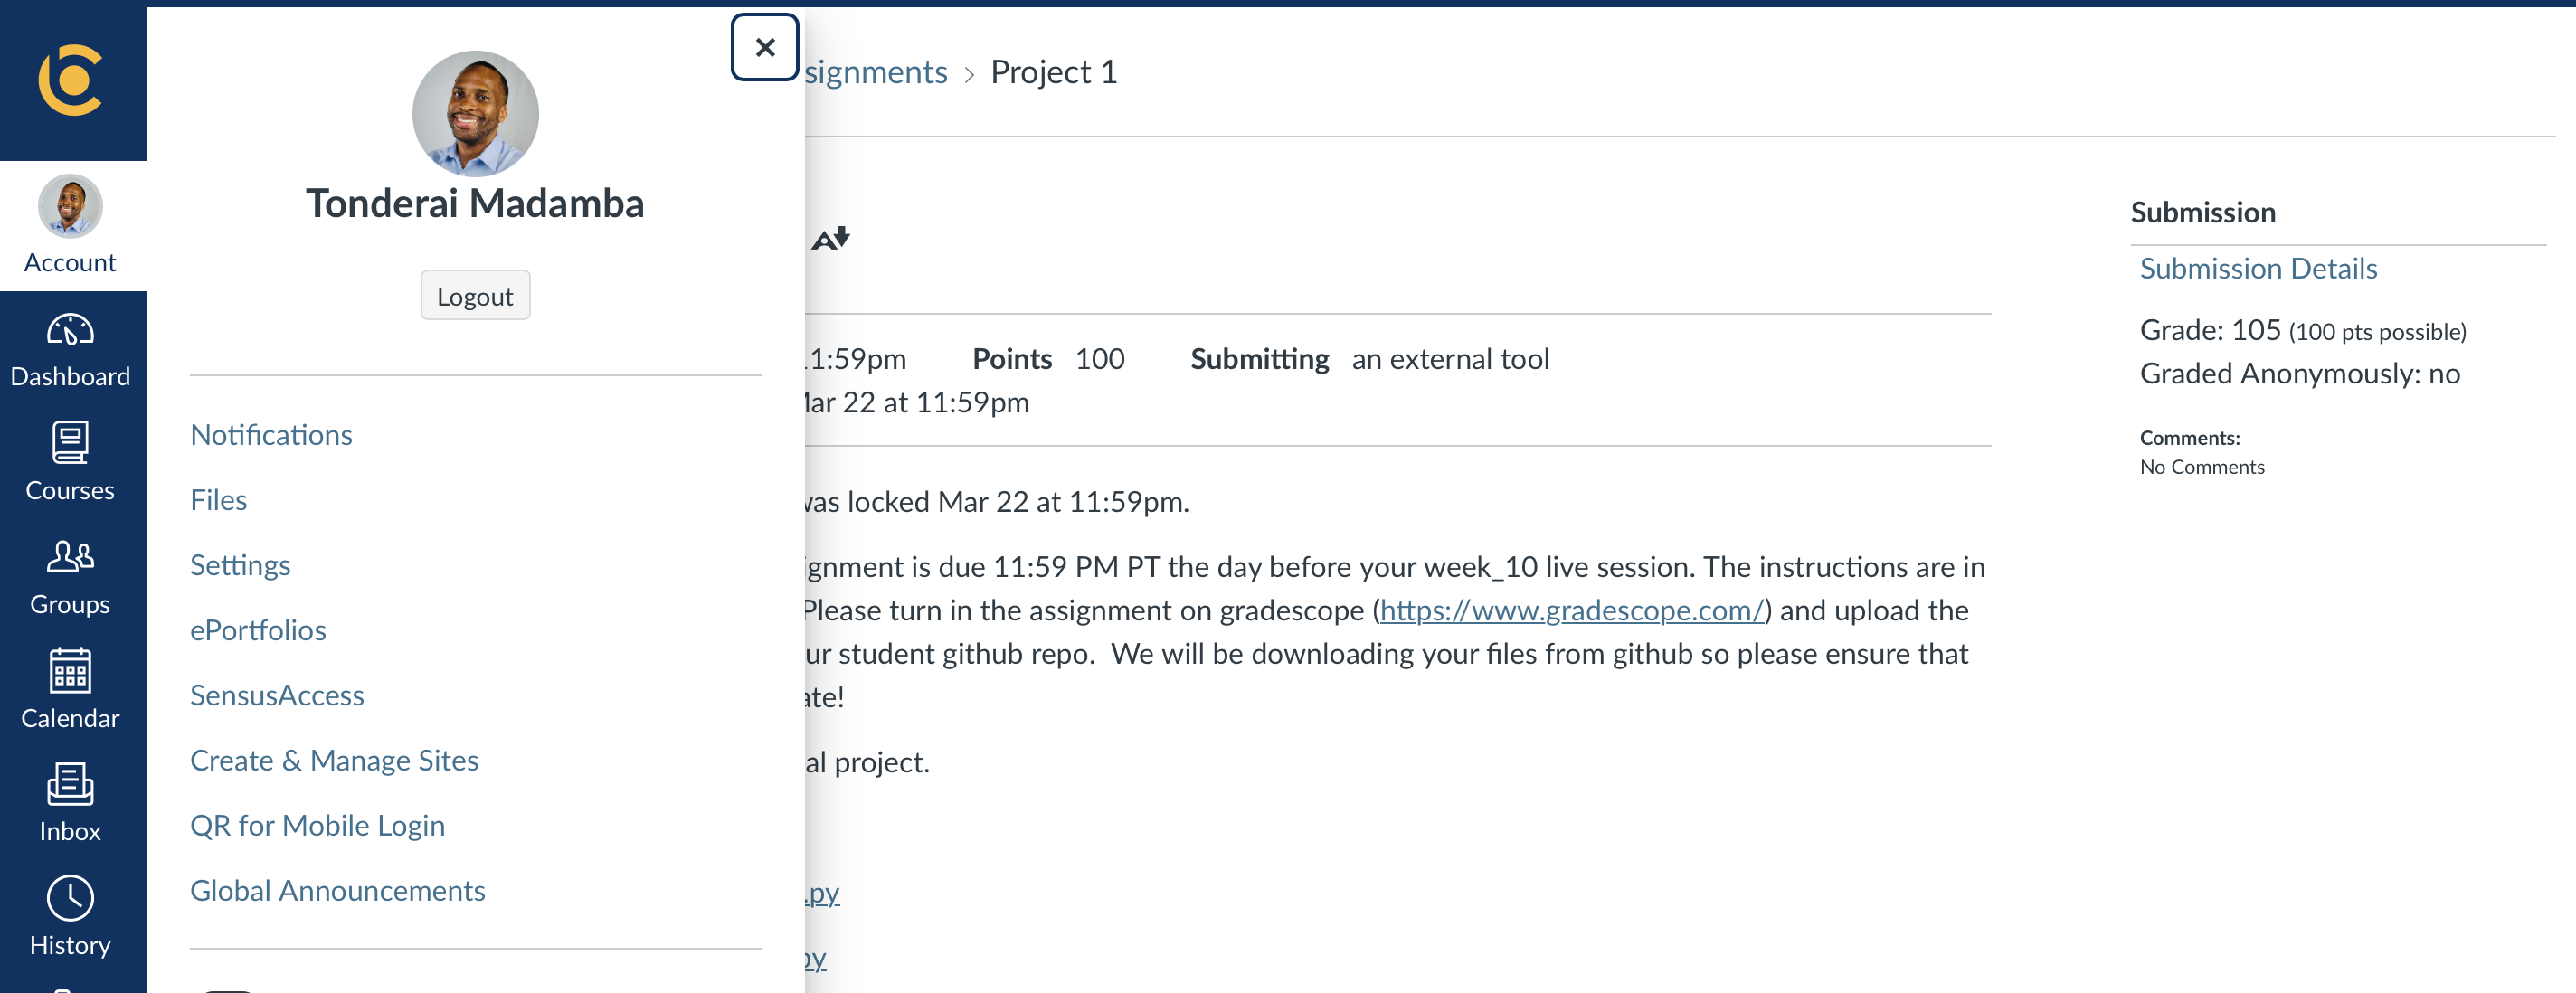 Account
Dashboard
Courses
Groups
Calendar
Inbox
History
×
Tonderai Madamba
Logout
Notifications
Files
Settings
ePortfolios
SensusAccess
Create & Manage Sites
QR for Mobile Login
Global Announcements
signments > Project 1
11:59pm Points 100 Submitting an external tool
Mar 22 at 11:59pm
was locked Mar 22 at 11:59pm.
ignment is due 11:59 PM PT the day before your week_10 live session. The instructions are in
Please turn in the assignment on gradescope (https://www.gradescope.com/) and upload the
ur student github repo. We will be downloading your files from github so please ensure that
ate!
al project.
.py
py
Submission
Submission Details
Grade: 105 (100 pts possible)
Graded Anonymously: no
Comments:
No Comments